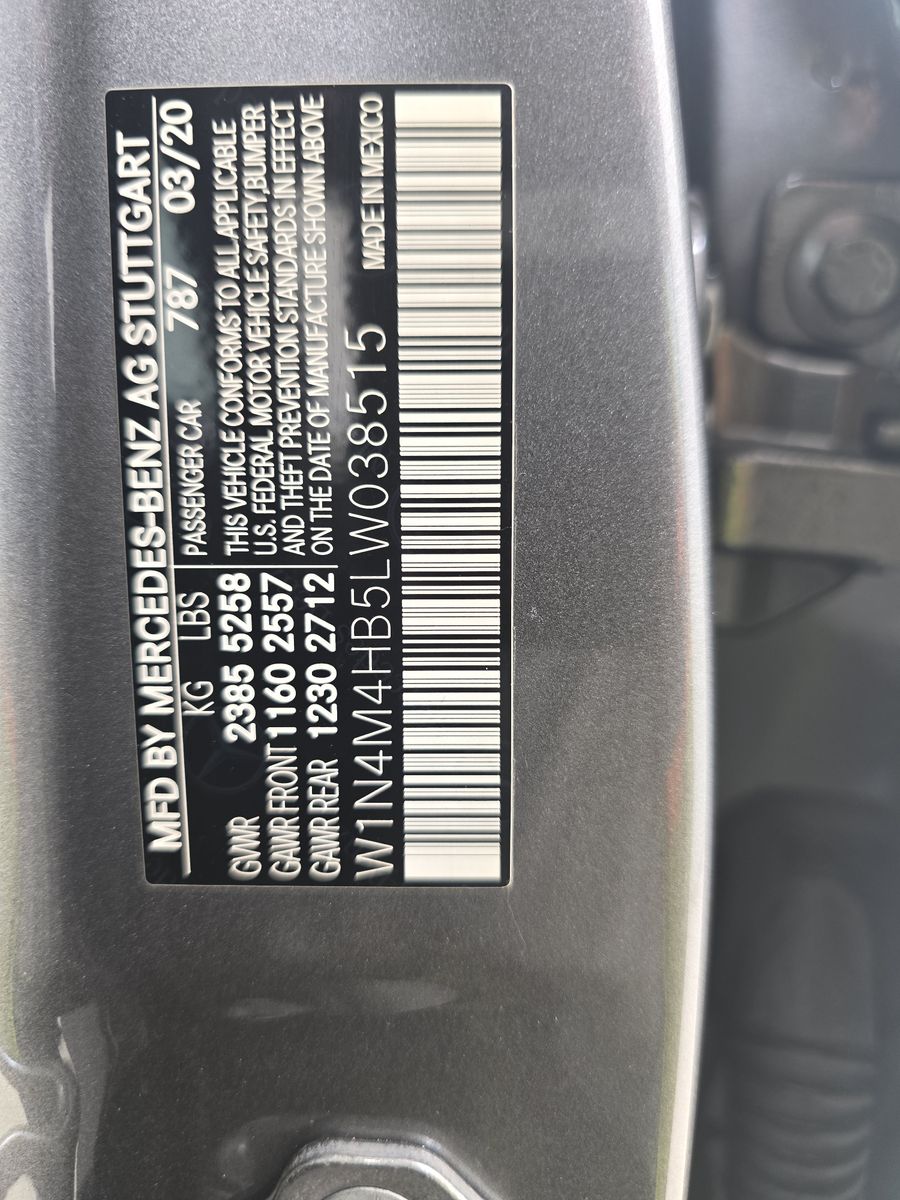 MFD BY MERCEDES-BENZ AG STUTTGART
KG LBS PASSENGER CAR 787 03/20
GVWR 2385 5258 THIS VEHICLE CONFORMS TO ALL APPLICABLE
GAWR FRONT 1160 2557 U.S. FEDERAL MOTOR VEHICLE SAFETY,BUMPER
GAWR REAR 1230 2712 AND THEFT PREVENTION STANDARDS IN EFFECT
ON THE DATE OF MANUFACTURE SHOWN ABOVE
W1N4M4HB5LW038515 MADE IN MEXICO